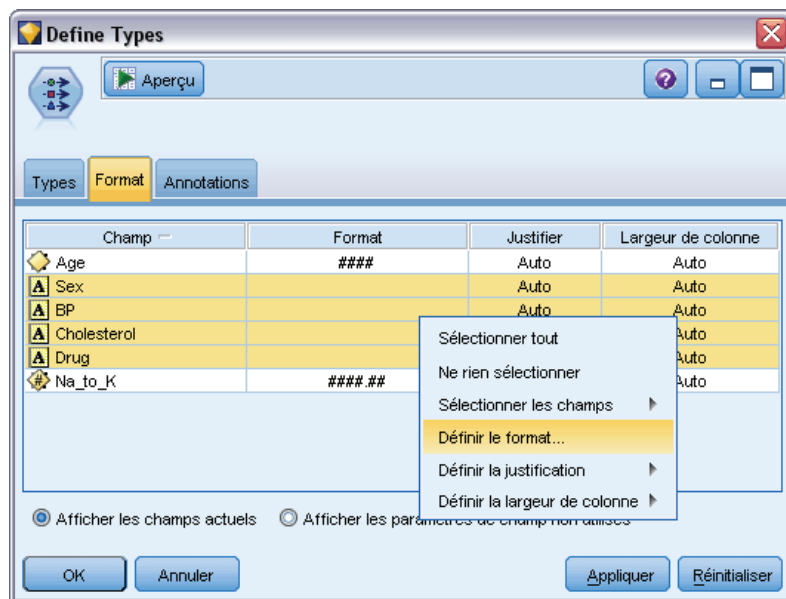 Define Types
Aperçu
Types Format Annotations
Champ Format Justifier Largeur de colonne
Age #### Auto Auto
A Sex Auto Auto
A BP Auto Auto
A Cholesterol Auto
A Drug Auto
# Na_to_K ####.## Auto
Sélectionner tout
Ne rien sélectionner
Sélectionner les champs
Définir le format...
Définir la justification
Définir la largeur de colonne
Afficher les champs actuels Afficher les paramètres de champ non utilisés
OK Annuler Appliquer Réinitialiser